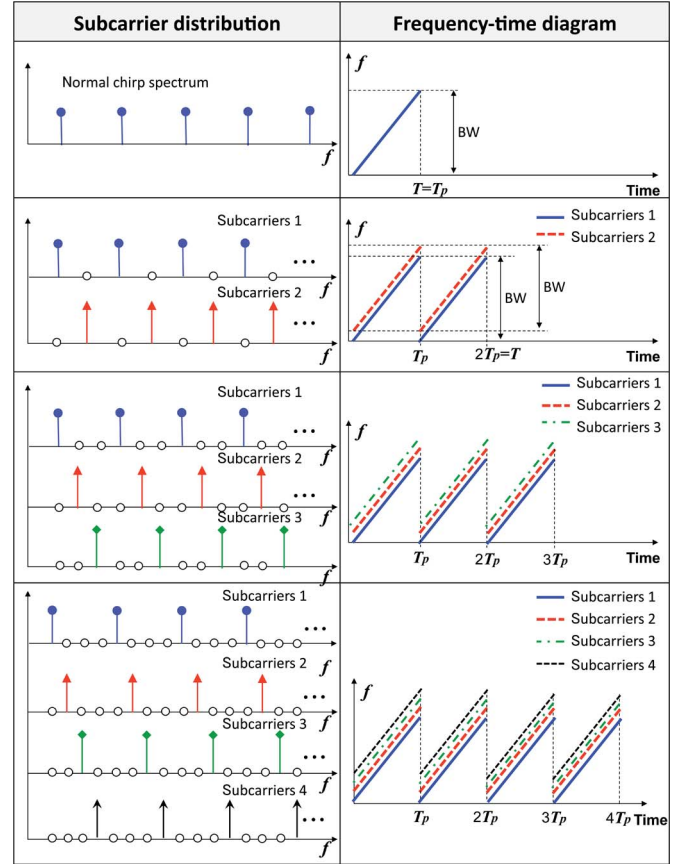 Subcarrier distribution
Frequency-time diagram
Normal chirp spectrum
f
f
BW
T=Tp
Time
Subcarriers 1
Subcarriers 2
f
f
Subcarriers 1
Subcarriers 2
f
BW
BW
Tp
2Tp=T
Time
Subcarriers 1
Subcarriers 2
f
Subcarriers 3
f
f
Subcarriers 1
Subcarriers 2
Subcarriers 3
f
Tp
2Tp
3Tp
Time
Subcarriers 1
Subcarriers 2
f
Subcarriers 3
f
Subcarriers 4
f
f
Subcarriers 1
Subcarriers 2
Subcarriers 3
Subcarriers 4
f
Tp
2Tp
3Tp
4Tp
Time